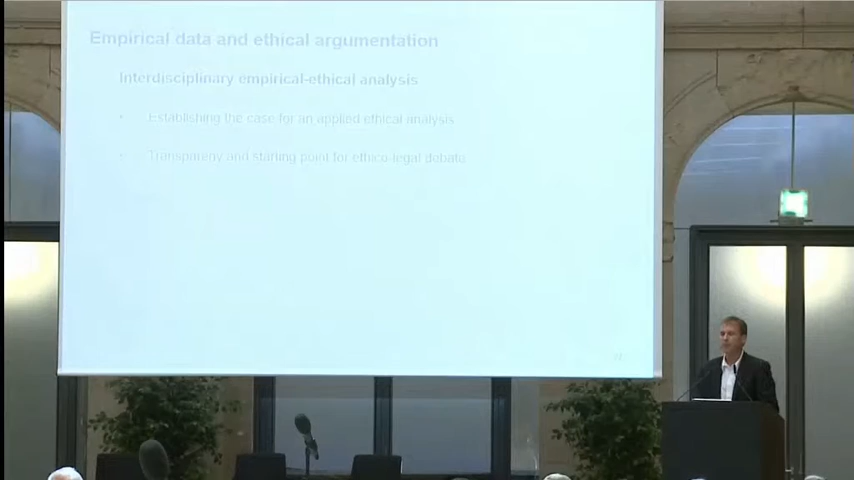 Empirical data and ethical argumentation
Interdisciplinary empirical-ethical analysis
Establishing the case for an applied ethical analysis
Transpareny and starting point for ethico-legal debate